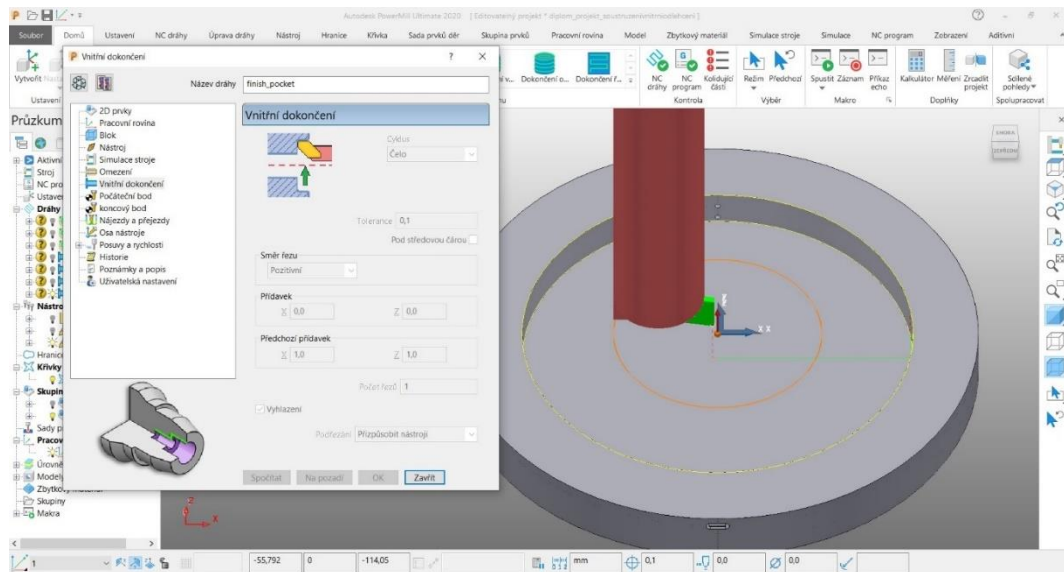 Autodesk PowerMill Ultimate 2020 [ Editovatelný projekt * diplom_projekt_soustruzenivnitrniodlehceni ]
Soubor Domů Ustavení NC dráhy Úprava dráhy Nástroj Hranice Křivka Sada prvků děr Skupina prvků Pracovní rovina Model Zbytkový materiál Simulace stroje Simulace NC program Zobrazení Aditivní
Vytvořit
Dokončení o... Dokončení ř...
NC dráhy NC program Kolidující části Režim Předchozí Spustit Záznam Příkaz echo Kalkulátor Měření Zrcadlit projekt Sdílené pohledy
Ustavení Kontrola Výběr Makro Doplňky Spolupracovat
Vnitřní dokončení
Název dráhy finish_pocket
2D prvky
Pracovní rovina
Blok
Nástroj
Simulace stroje
Omezení
Vnitřní dokončení
Počáteční bod
koncový bod
Nájezdy a přejezdy
Osa nástroje
Posuvy a rychlosti
Historie
Poznámky a popis
Uživatelská nastavení
Vnitřní dokončení
Cyklus
Čelo
Tolerance 0,1
Pod středovou čárou
Směr řezu
Pozitivní
Přídavek
X 0,0 Z 0,0
Předchozí přídavek
X 1,0 Z 1,0
Počet řezů 1
Vyhlazení
Podřezání Přizpůsobit nástroji
Spočítat Na pozadí OK Zavřít
Průzkum
Aktivní
Stroj
NC pro
Ustave
Dráhy
Nástro
Hranice
Křivky
Skupin
Sady p
Pracov
Úrovně
Modely
Zbytkový materiál
Skupiny
Makra
X X
Z
X
1 -55,792 0 -114,05 mm 0,1 0,0 0,0